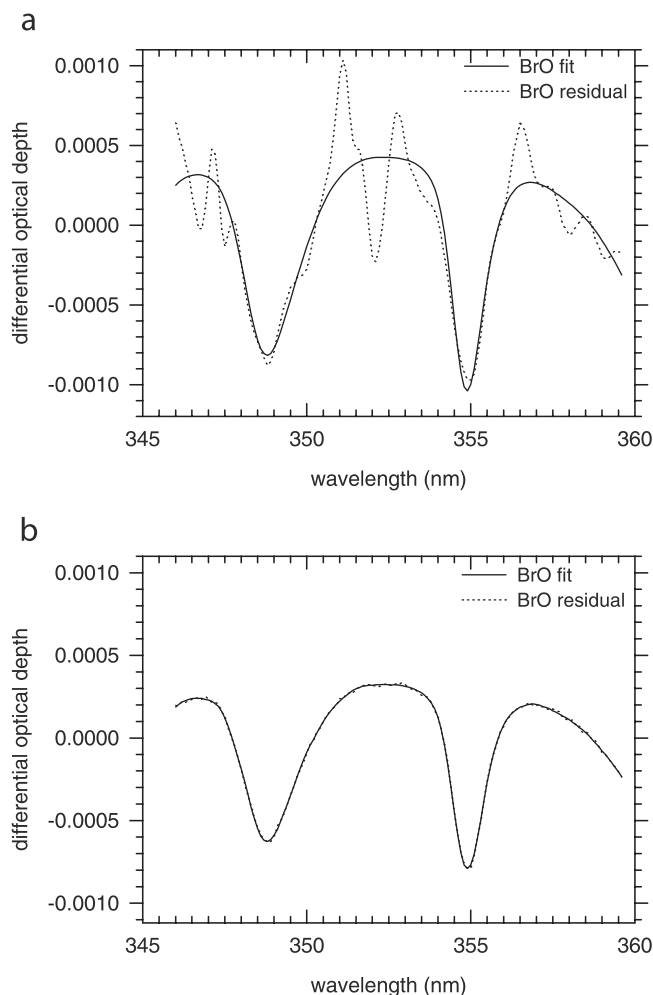 a
differential optical depth
0.0010
0.0005
0.0000
-0.0005
-0.0010
BrO fit
BrO residual
345
350
355
360
wavelength (nm)
b
differential optical depth
0.0010
0.0005
0.0000
-0.0005
-0.0010
BrO fit
BrO residual
345
350
355
360
wavelength (nm)